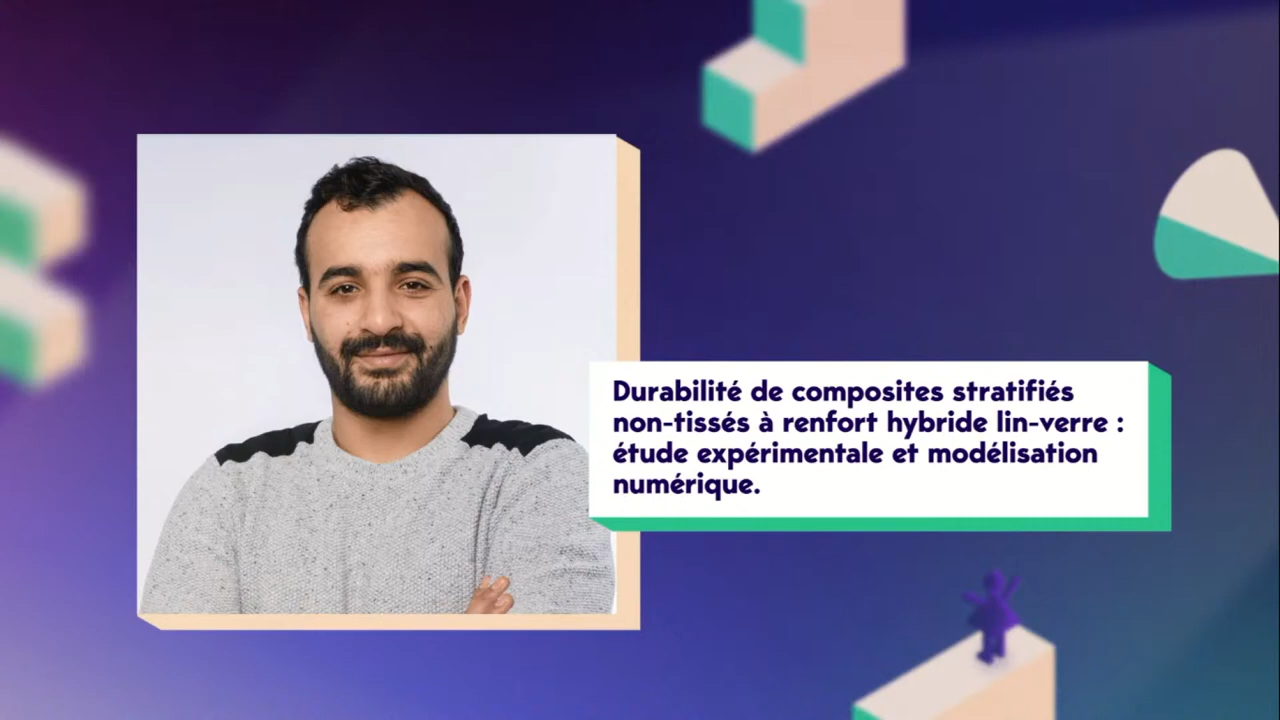 Durabilité de composites stratifiés
non-tissés à renfort hybride lin-verre :
étude expérimentale et modélisation
numérique.